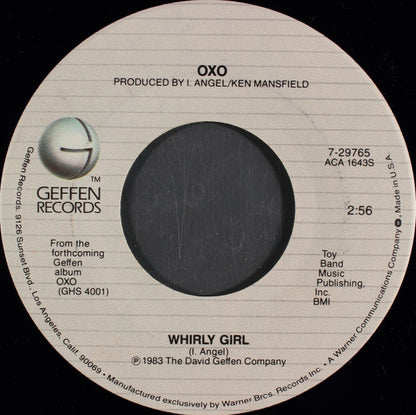 OXO
PRODUCED BY I. ANGEL/KEN MANSFIELD
7-29765
ACA 1643S
G
TM
GEFFEN
RECORDS
2:56
From the
forthcoming
Geffen
album
OXO
(GHS 4001)
Toy
Band
Music
Publishing,
Inc.
BMI
WHIRLY GIRL
(I. Angel)
℗ 1983 The David Geffen Company
Geffen Records, 9126 Sunset Blvd., Los Angeles, Calif. 90069 • Manufactured exclusively by Warner Bros. Records Inc. • A Warner Communications Company • Made in U.S.A.